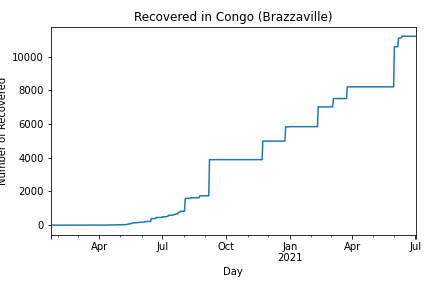 Recovered in Congo (Brazzaville)
10000
8000
6000
4000
2000
0
Number of Recovered
Apr Jul Oct Jan Apr Jul
2021
Day